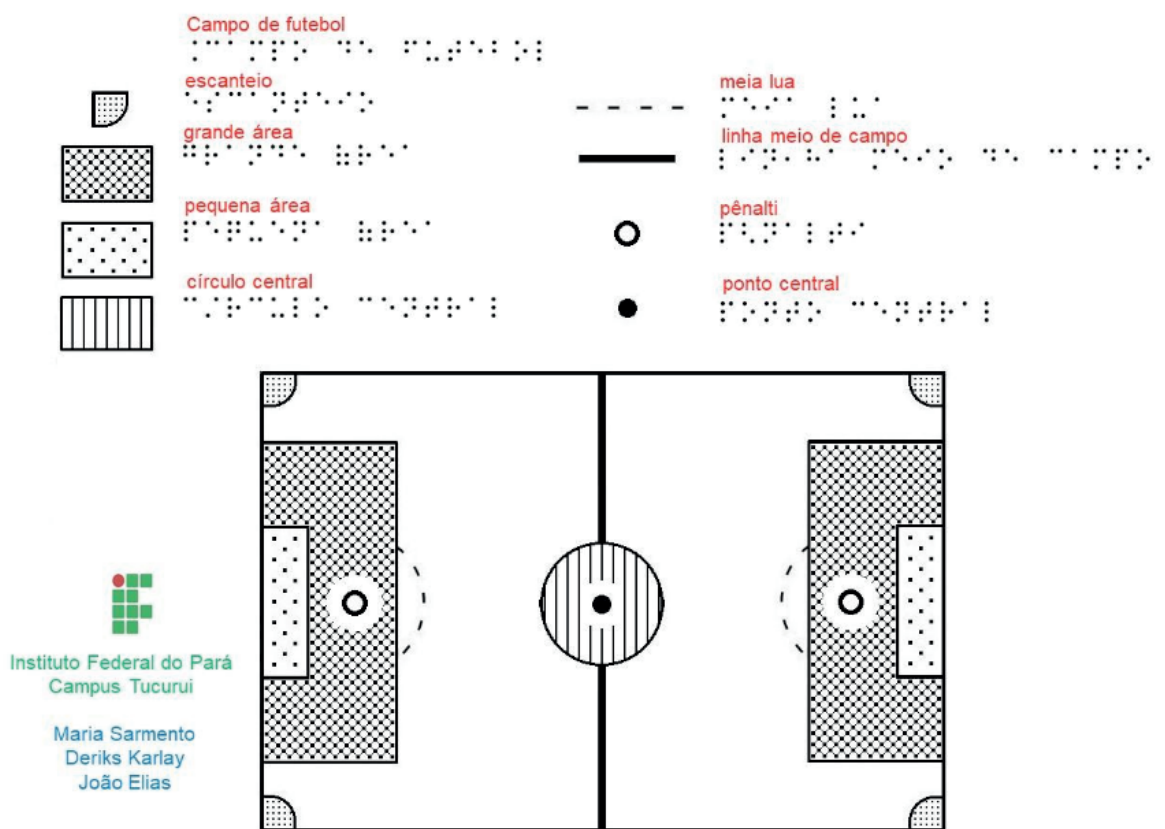 Campo de futebol
⠨⠉⠁⠍⠏⠕ ⠙⠑ ⠋⠥⠞⠑⠃⠕⠇
escanteio
⠑⠎⠉⠁⠝⠞⠑⠊⠕
grande área
⠛⠗⠁⠝⠙⠑ ⠷⠗⠑⠁
pequena área
⠏⠑⠟⠥⠑⠝⠁ ⠷⠗⠑⠁
círculo central
⠉⠌⠗⠉⠥⠇⠕ ⠉⠑⠝⠞⠗⠁⠇
meia lua
⠍⠑⠊⠁ ⠇⠥⠁
linha meio de campo
⠇⠊⠝⠓⠁ ⠍⠑⠊⠕ ⠙⠑ ⠉⠁⠍⠏⠕
pênalti
⠏⠣⠝⠁⠇⠞⠊
ponto central
⠏⠕⠝⠞⠕ ⠉⠑⠝⠞⠗⠁⠇
Instituto Federal do Pará
Campus Tucurui
Maria Sarmento
Deriks Karlay
João Elias